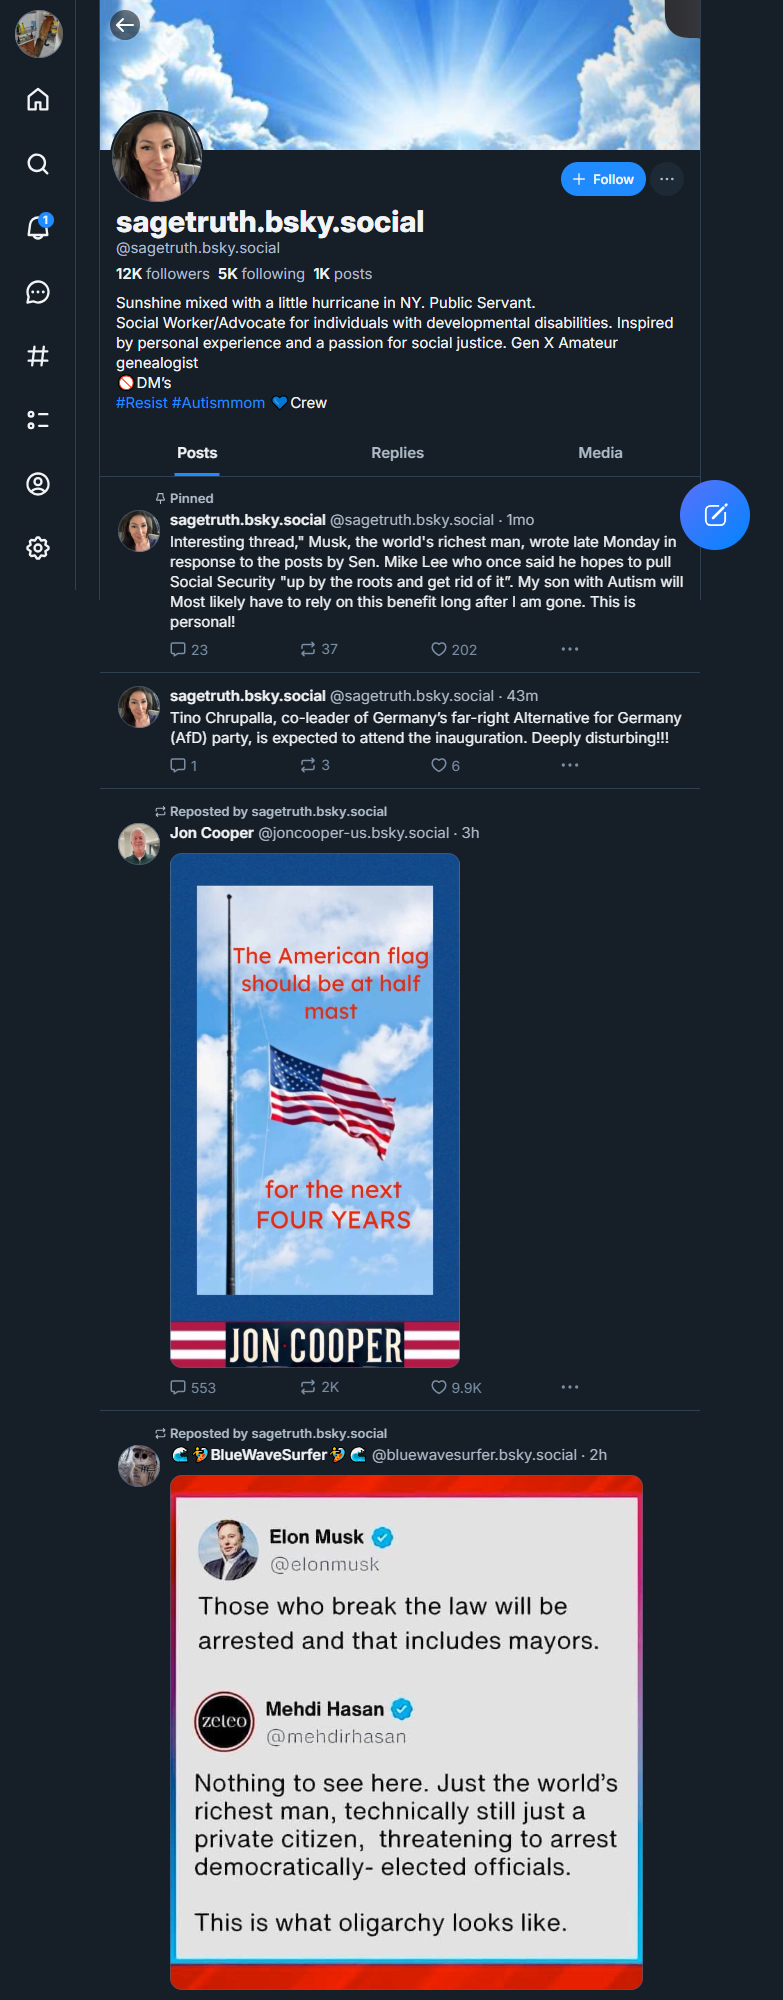 + Follow
sagetruth.bsky.social
@sagetruth.bsky.social
12K followers 5K following 1K posts
Sunshine mixed with a little hurricane in NY. Public Servant.
Social Worker/Advocate for individuals with developmental disabilities. Inspired
by personal experience and a passion for social justice. Gen X Amateur
genealogist
🚫DM's
#Resist #Autismmom 💙Crew
1
Posts Replies Media
Pinned
sagetruth.bsky.social @sagetruth.bsky.social · 1mo
Interesting thread," Musk, the world's richest man, wrote late Monday in
response to the posts by Sen. Mike Lee who once said he hopes to pull
Social Security "up by the roots and get rid of it”. My son with Autism will
Most likely have to rely on this benefit long after I am gone. This is
personal!
23 37 202
sagetruth.bsky.social @sagetruth.bsky.social · 43m
Tino Chrupalla, co-leader of Germany’s far-right Alternative for Germany
(AfD) party, is expected to attend the inauguration. Deeply disturbing!!!
1 3 6
Reposted by sagetruth.bsky.social
Jon Cooper @joncooper-us.bsky.social · 3h
The American flag
should be at half
mast
for the next
FOUR YEARS
JON COOPER
553 2K 9.9K
Reposted by sagetruth.bsky.social
🌊🏄BlueWaveSurfer🏄🌊 @bluewavesurfer.bsky.social · 2h
Elon Musk
@elonmusk
Those who break the law will be
arrested and that includes mayors.
zeteo
Mehdi Hasan
@mehdirhasan
Nothing to see here. Just the world’s
richest man, technically still just a
private citizen, threatening to arrest
democratically- elected officials.
This is what oligarchy looks like.